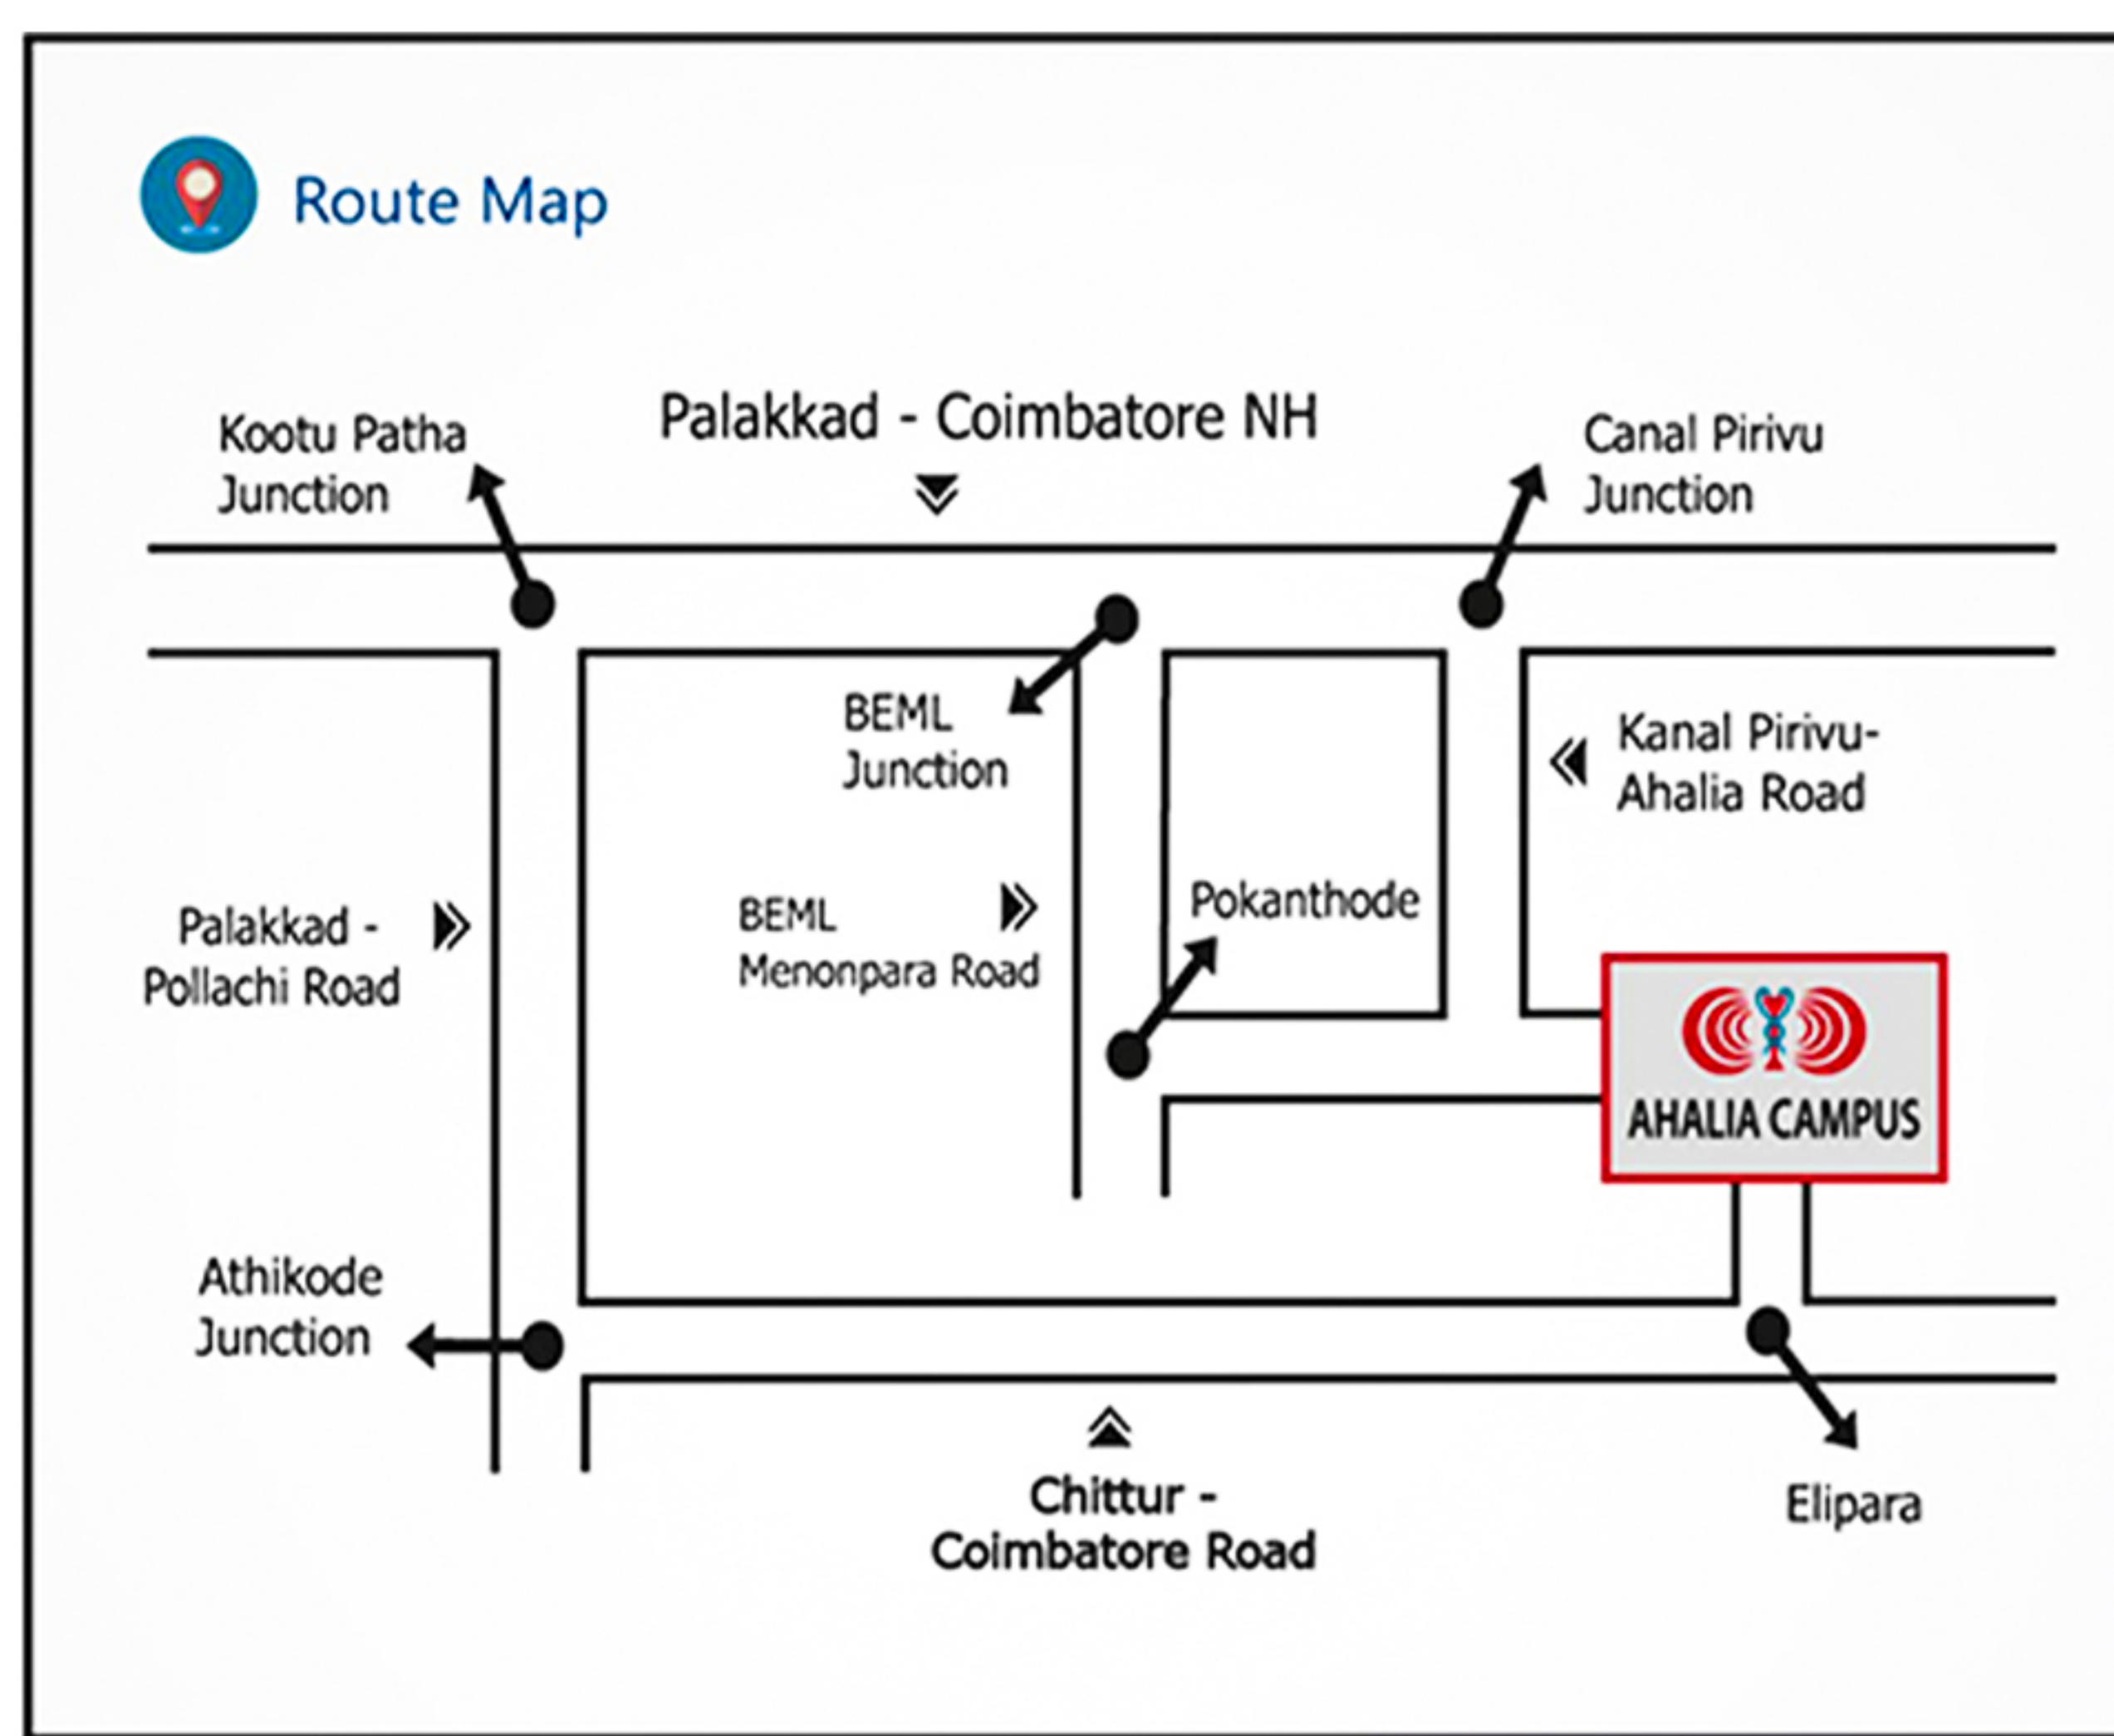 Route Map
Palakkad - Coimbatore NH
Kootu Patha
Junction
Canal Pirivu
Junction
BEML
Junction
Kanal Pirivu-
Ahalia Road
Palakkad -
Pollachi Road
BEML
Menonpara Road
Pokanthode
AHALIA CAMPUS
Athikode
Junction
Chittur -
Coimbatore Road
Elipara